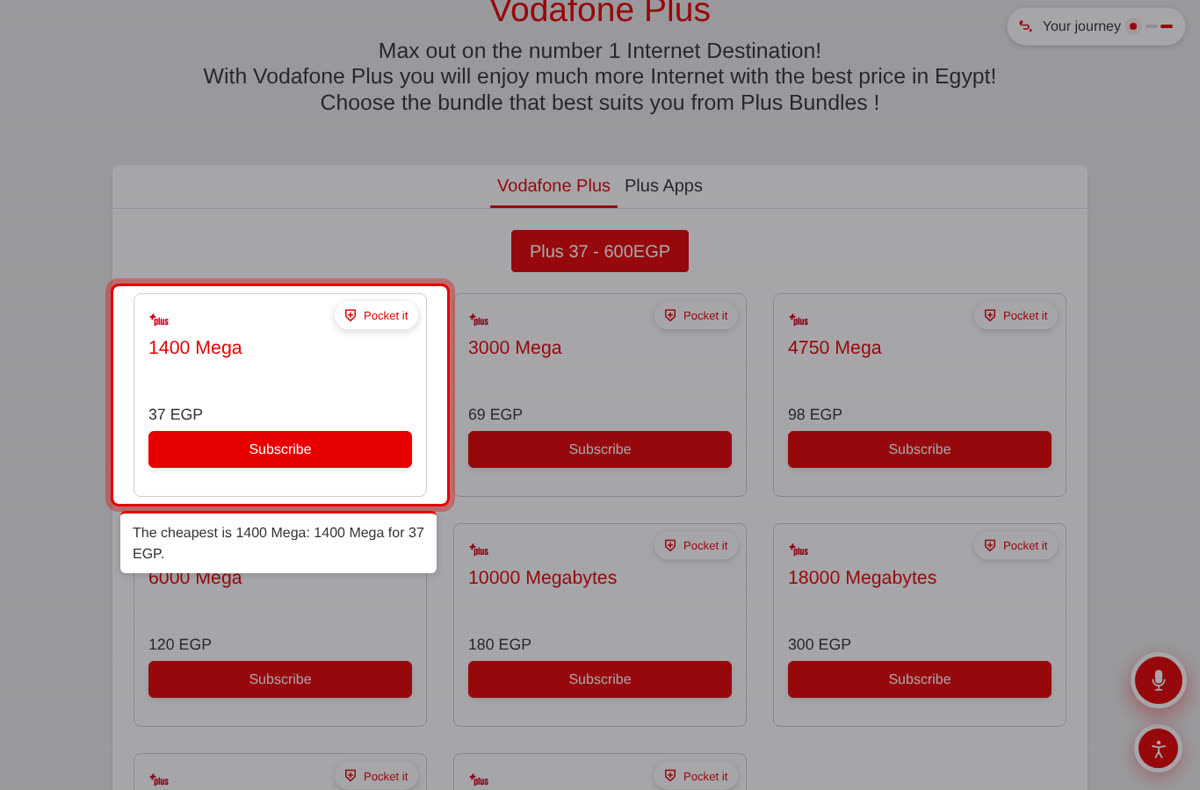 Vodafone Plus
Your journey
Max out on the number 1 Internet Destination!
With Vodafone Plus you will enjoy much more Internet with the best price in Egypt!
Choose the bundle that best suits you from Plus Bundles !
Vodafone Plus Plus Apps
Plus 37 - 600EGP
plus Pocket it
1400 Mega
37 EGP
Subscribe
plus Pocket it
3000 Mega
69 EGP
Subscribe
plus Pocket it
4750 Mega
98 EGP
Subscribe
The cheapest is 1400 Mega: 1400 Mega for 37
EGP.
6000 Mega
120 EGP
Subscribe
plus Pocket it
10000 Megabytes
180 EGP
Subscribe
plus Pocket it
18000 Megabytes
300 EGP
Subscribe
plus Pocket it
plus Pocket it